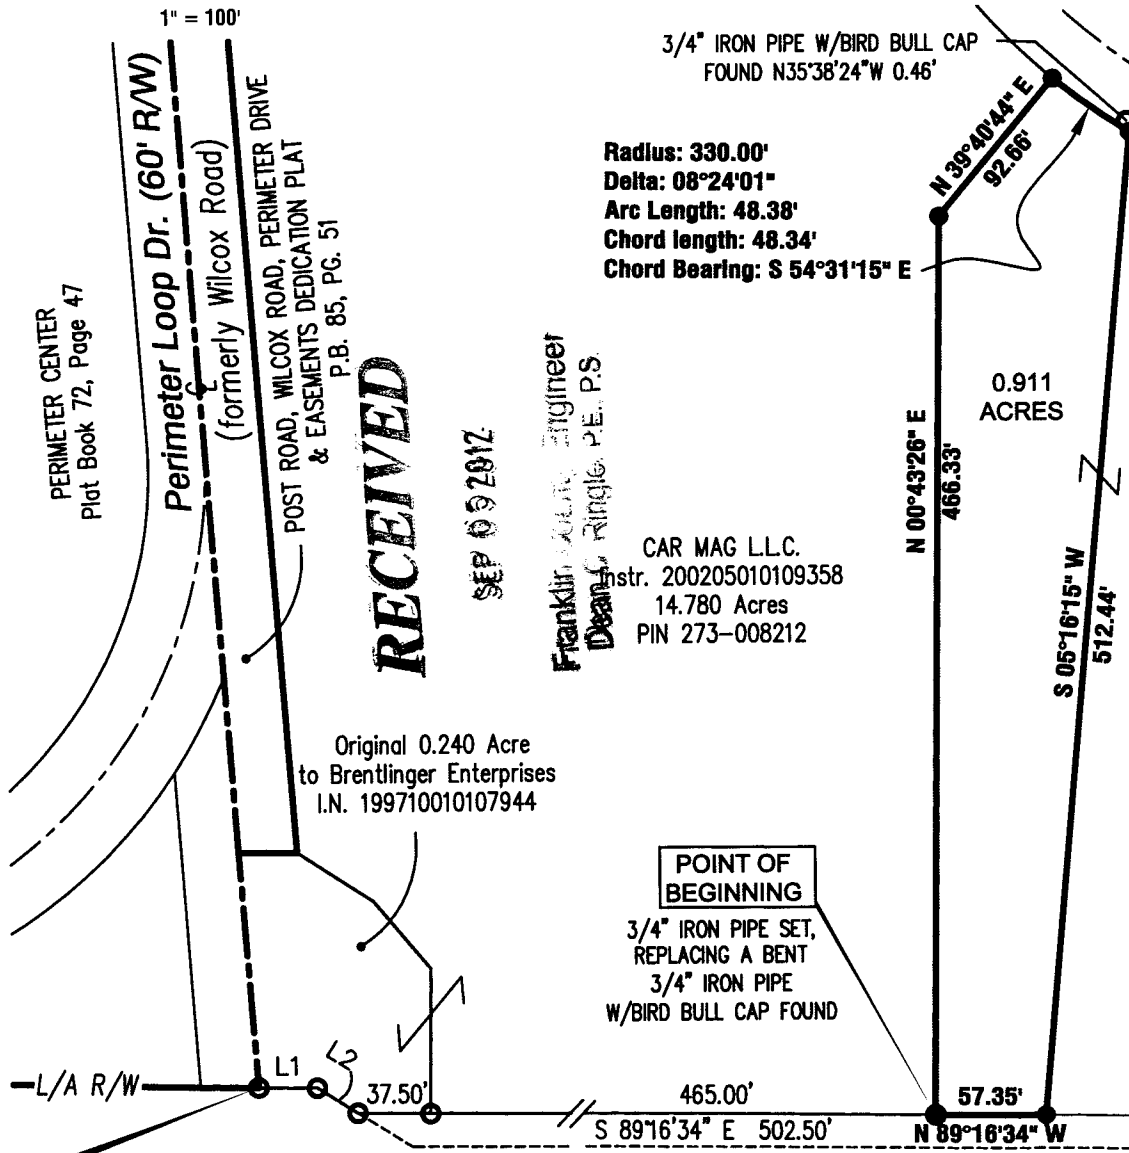 1" = 100'
3/4" IRON PIPE W/BIRD BULL CAP
FOUND N35°38'24"W 0.46'
N 39°40'44" E
92.66'
Radius: 330.00'
Delta: 08°24'01"
Arc Length: 48.38'
Chord length: 48.34'
Chord Bearing: S 54°31'15" E
PERIMETER CENTER
Plat Book 72, Page 47
Perimeter Loop Dr. (60' R/W)
(formerly Wilcox Road)
POST ROAD, WILCOX ROAD, PERIMETER DRIVE
& EASEMENTS DEDICATION PLAT
P.B. 85, PG. 51
RECEIVED
SEP 2012
Franklin Engineer
Dean C. Ringle, P.E., P.S.
0.911
ACRES
N 00°43'26" E
466.33'
S 05°16'15" W
512.44'
CAR MAG L.L.C.
Instr. 200205010109358
14.780 Acres
PIN 273-008212
Original 0.240 Acre
to Brentlinger Enterprises
I.N. 199710010107944
POINT OF
BEGINNING
3/4" IRON PIPE SET,
REPLACING A BENT
3/4" IRON PIPE
W/BIRD BULL CAP FOUND
L/A R/W
L1
L2
37.50'
465.00'
57.35'
S 89°16'34" E 502.50'
N 89°16'34" W